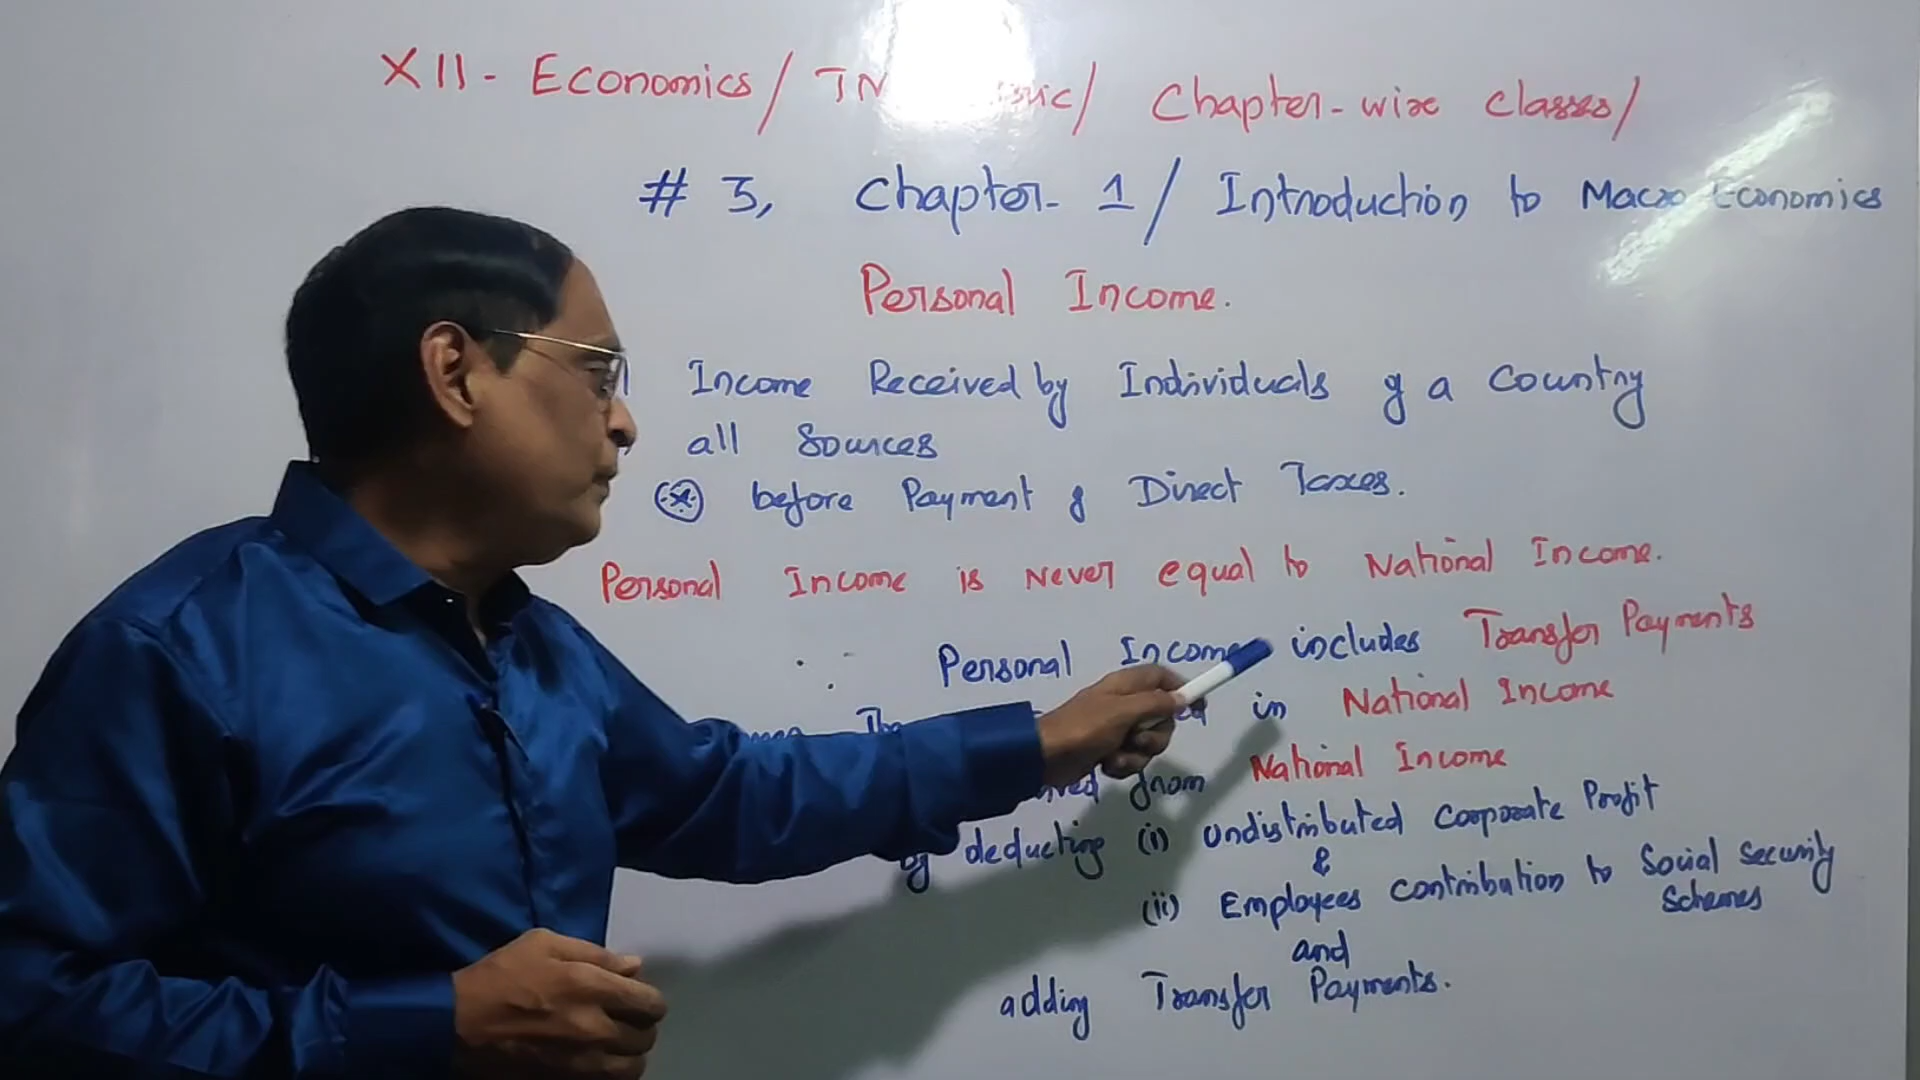 XII - Economics / TN / Chapter-wise Classes /
# 3, Chapter - 1 / Introduction to Macro Economics
Personal Income.
Income Received by Individuals of a Country
all Sources
before Payment of Direct Taxes.
Personal Income is Never equal to National Income.
Personal Income includes Transfer Payments
in National Income
from National Income
by deducting (i) Undistributed Corporate Profit
&
(ii) Employees Contribution to Social Security
Schemes
and
adding Transfer Payments.